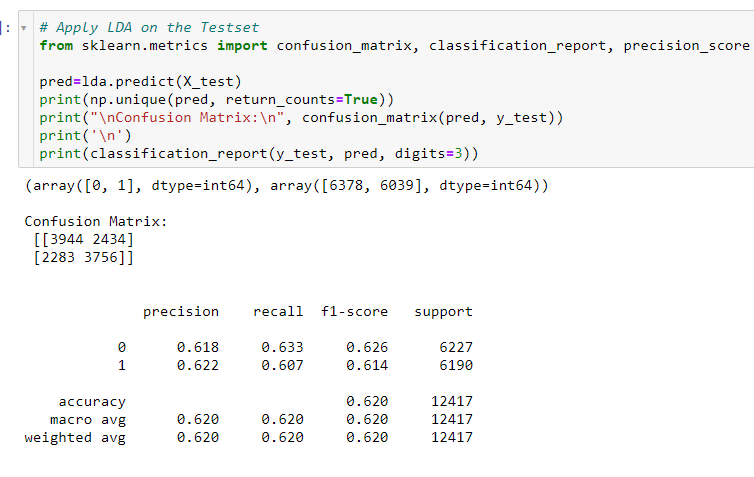 ]:
# Apply LDA on the Testset
from sklearn.metrics import confusion_matrix, classification_report, precision_score
pred=lda.predict(X_test)
print(np.unique(pred, return_counts=True))
print("\nConfusion Matrix:\n", confusion_matrix(pred, y_test))
print('\n')
print(classification_report(y_test, pred, digits=3))
(array([0, 1], dtype=int64), array([6378, 6039], dtype=int64))
Confusion Matrix:
[[3944 2434]
[2283 3756]]
precision recall f1-score support
0 0.618 0.633 0.626 6227
1 0.622 0.607 0.614 6190
accuracy 0.620 12417
macro avg 0.620 0.620 0.620 12417
weighted avg 0.620 0.620 0.620 12417